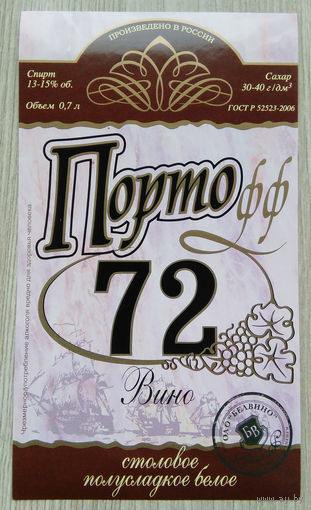 ПРОИЗВЕДЕНО В РОССИИ
Спирт
13-15% об.
Сахар
30-40 г/дм³
Объем 0,7 л
ГОСТ Р 52523-2006
Портофф
72
Вино
Чрезмерное употребление алкоголя вредно для здоровья человека.
ОАО "БЕЛВИНО"
БВ
столовое
полусладкое белое